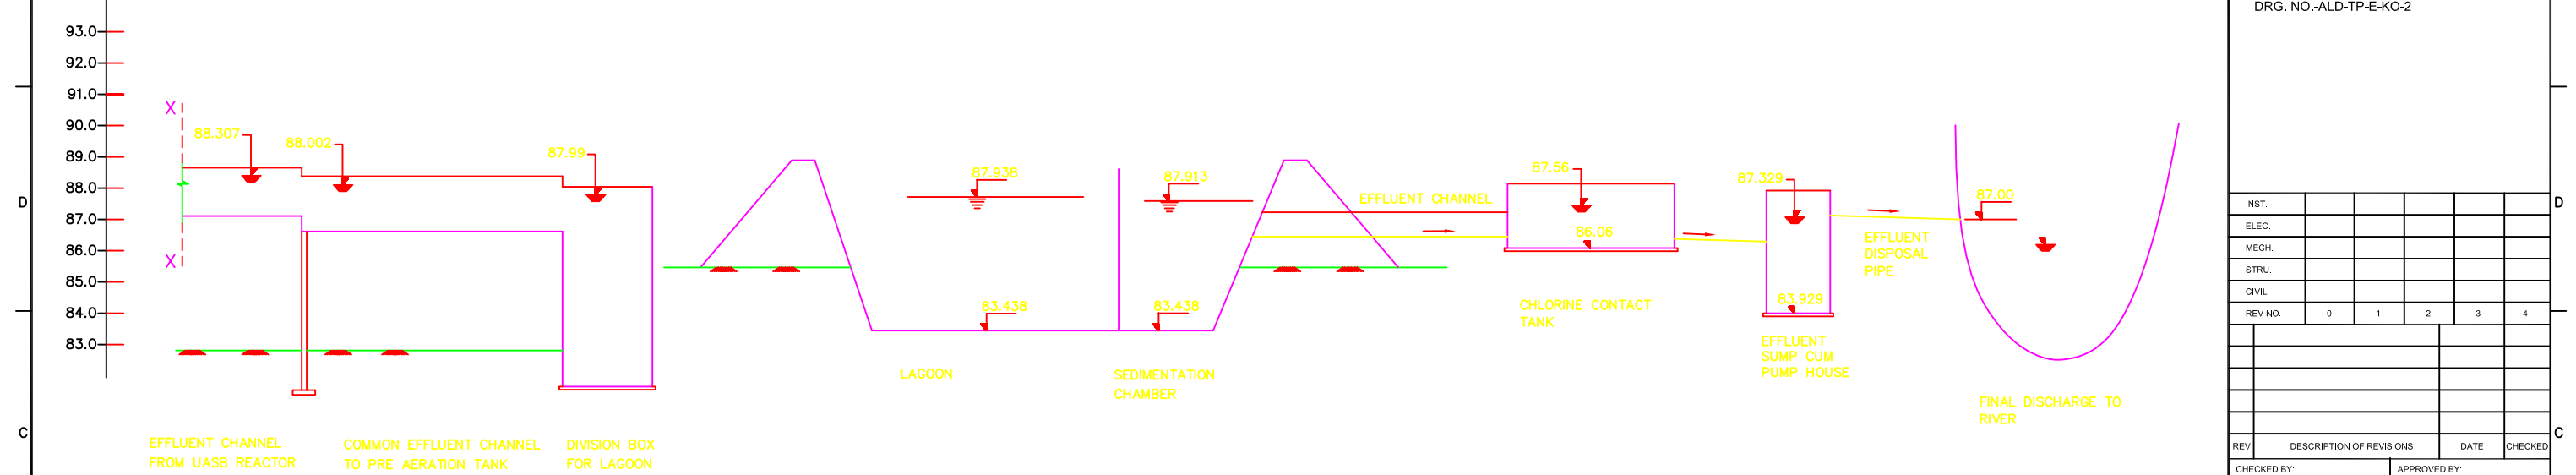 DRG. NO.-ALD-TP-E-KO-2
93.0
92.0
91.0
90.0
89.0
88.0
87.0
86.0
85.0
84.0
83.0
X
X
88.307
88.002
87.99
87.938
87.913
87.56
87.329
87.00
EFFLUENT CHANNEL
86.06
EFFLUENT
DISPOSAL
PIPE
83.436
83.438
83.929
CHLORINE CONTACT
TANK
EFFLUENT
SUMP CUM
PUMP HOUSE
LAGOON
SEDIMENTATION
CHAMBER
FINAL DISCHARGE TO
RIVER
EFFLUENT CHANNEL
FROM UASB REACTOR
COMMON EFFLUENT CHANNEL
TO PRE AERATION TANK
DIVISION BOX
FOR LAGOON
D
C
INST.
ELEC.
MECH.
STRU.
CIVIL
REV NO. 0 1 2 3 4
REV. DESCRIPTION OF REVISIONS DATE CHECKED
CHECKED BY: APPROVED BY:
D
C